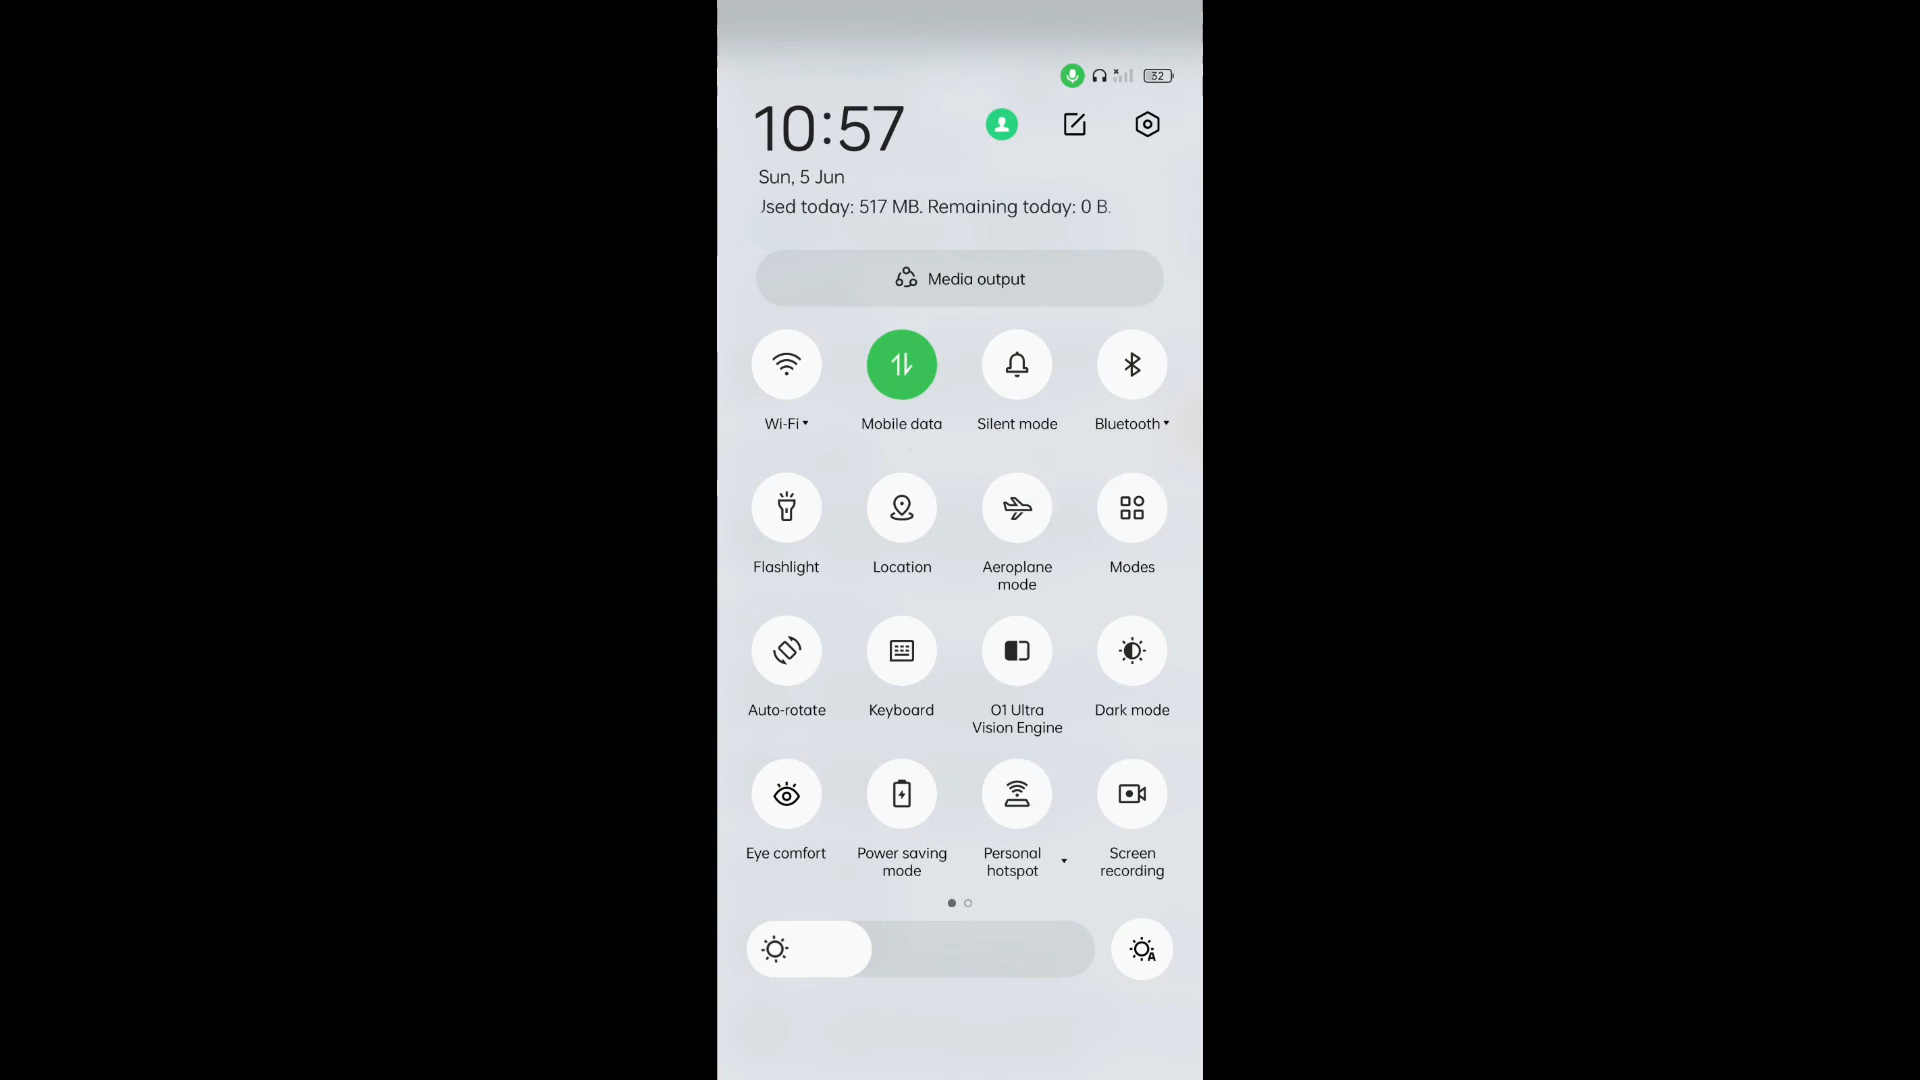 32
10:57
Sun, 5 Jun
Used today: 517 MB. Remaining today: 0 B.
Media output
Wi-Fi
Mobile data
Silent mode
Bluetooth
Flashlight
Location
Aeroplane
mode
Modes
Auto-rotate
Keyboard
O1 Ultra
Vision Engine
Dark mode
Eye comfort
Power saving
mode
Personal
hotspot
Screen
recording
A